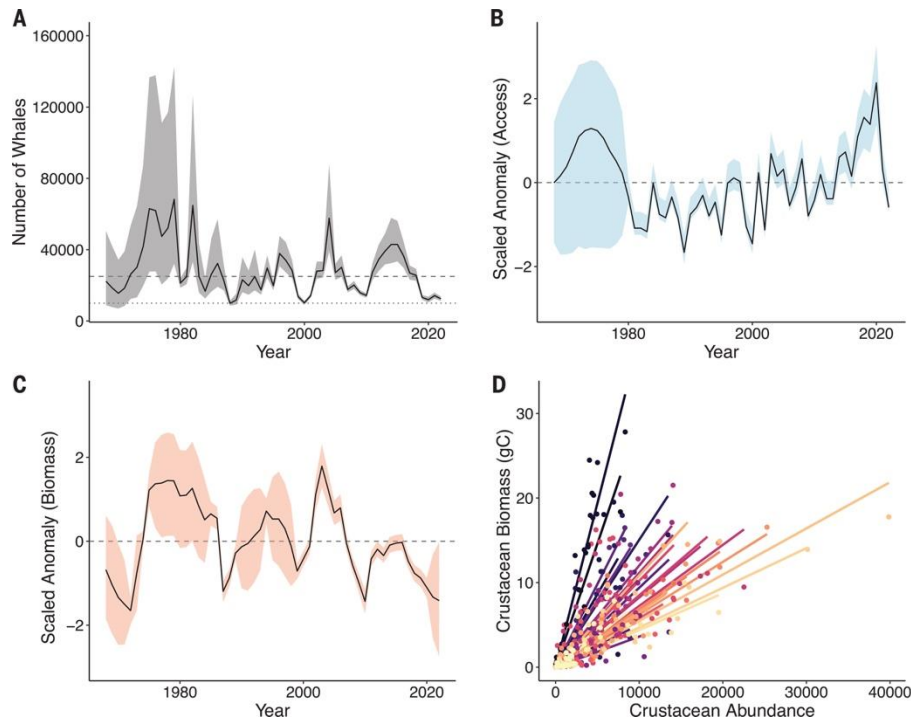 A
160000
120000
80000
40000
0
Number of Whales
1980
2000
2020
Year
B
2
0
−2
Scaled Anomaly (Access)
1980
2000
2020
Year
C
2
0
−2
Scaled Anomaly (Biomass)
1980
2000
2020
Year
D
30
20
10
0
Crustacean Biomass (gC)
0
10000
20000
30000
40000
Crustacean Abundance